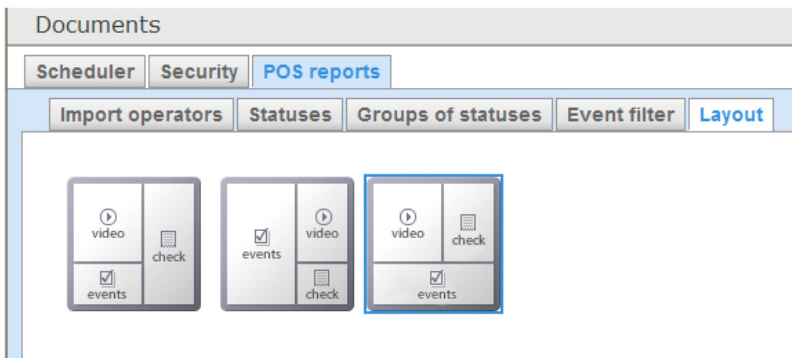 Documents
Scheduler Security POS reports
Import operators Statuses Groups of statuses Event filter Layout
video check events
events video check
video check events